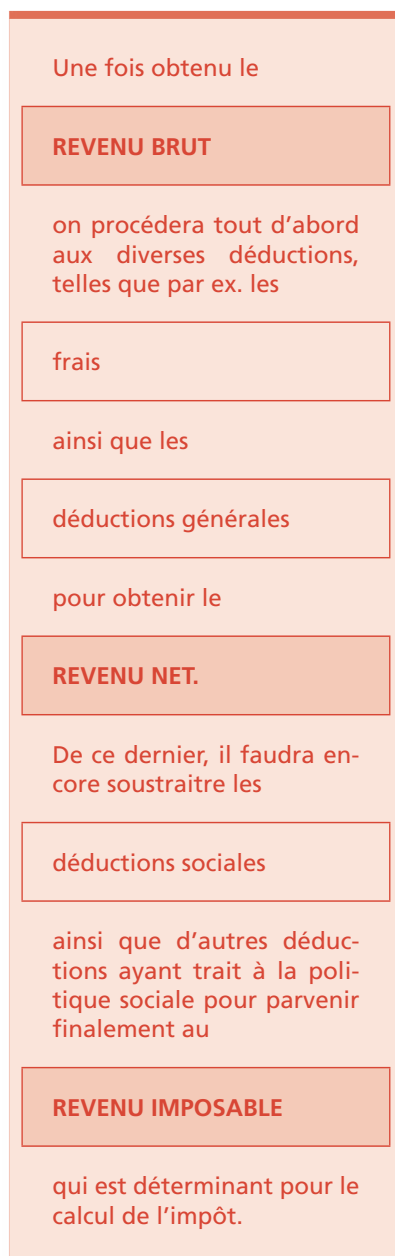 Une fois obtenu le
REVENU BRUT
on procédera tout d’abord
aux diverses déductions,
telles que par ex. les
frais
ainsi que les
déductions générales
pour obtenir le
REVENU NET.
De ce dernier, il faudra en-
core soustraitre les
déductions sociales
ainsi que d’autres déduc-
tions ayant trait à la poli-
tique sociale pour parvenir
finalement au
REVENU IMPOSABLE
qui est déterminant pour le
calcul de l’impôt.